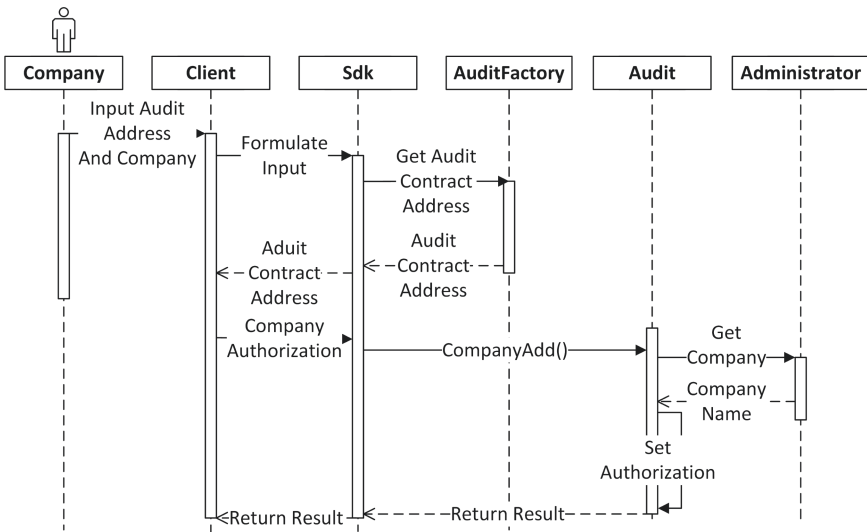 Company
Client
Sdk
AuditFactory
Audit
Administrator
Input Audit
Address
And Company
Formulate
Input
Get Audit
Contract
Address
Audit
Contract
Address
Aduit
Contract
Address
Company
Authorization
CompanyAdd()
Get
Company
Company
Name
Set
Authorization
Return Result
Return Result